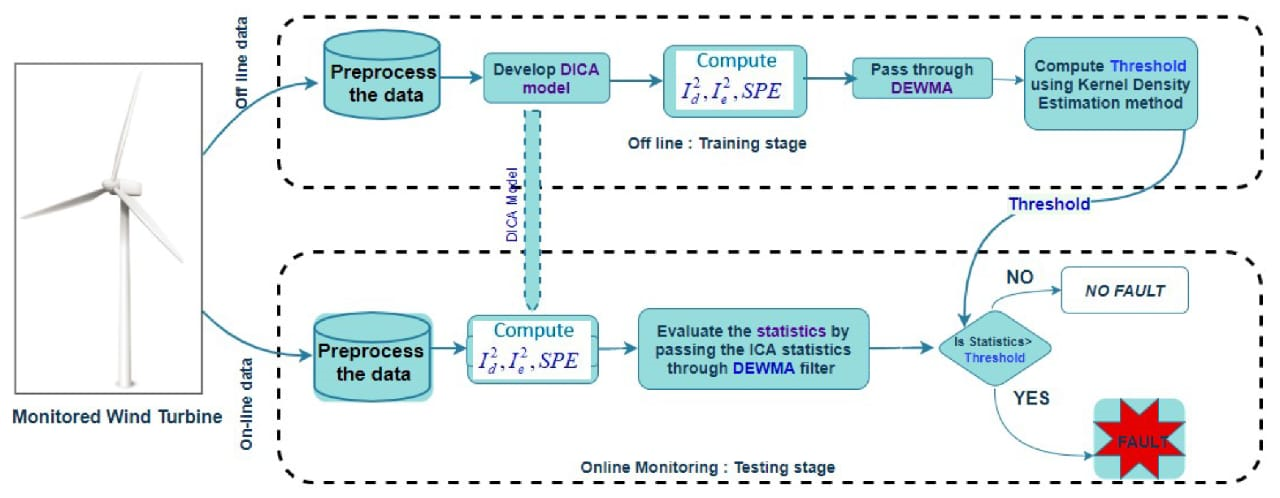 Off line data
Preprocess
the data
Develop DICA
model
Compute
I_d^2, I_e^2, SPE
Pass through
DEWMA
Compute Threshold
using Kernel Density
Estimation method
Off line : Training stage
DICA Model
Threshold
Monitored Wind Turbine
On-line data
Preprocess
the data
Compute
I_d^2, I_e^2, SPE
Evaluate the statistics by
passing the ICA statistics
through DEWMA filter
Is Statistics>
Threshold
NO
NO FAULT
YES
FAULT
Online Monitoring : Testing stage